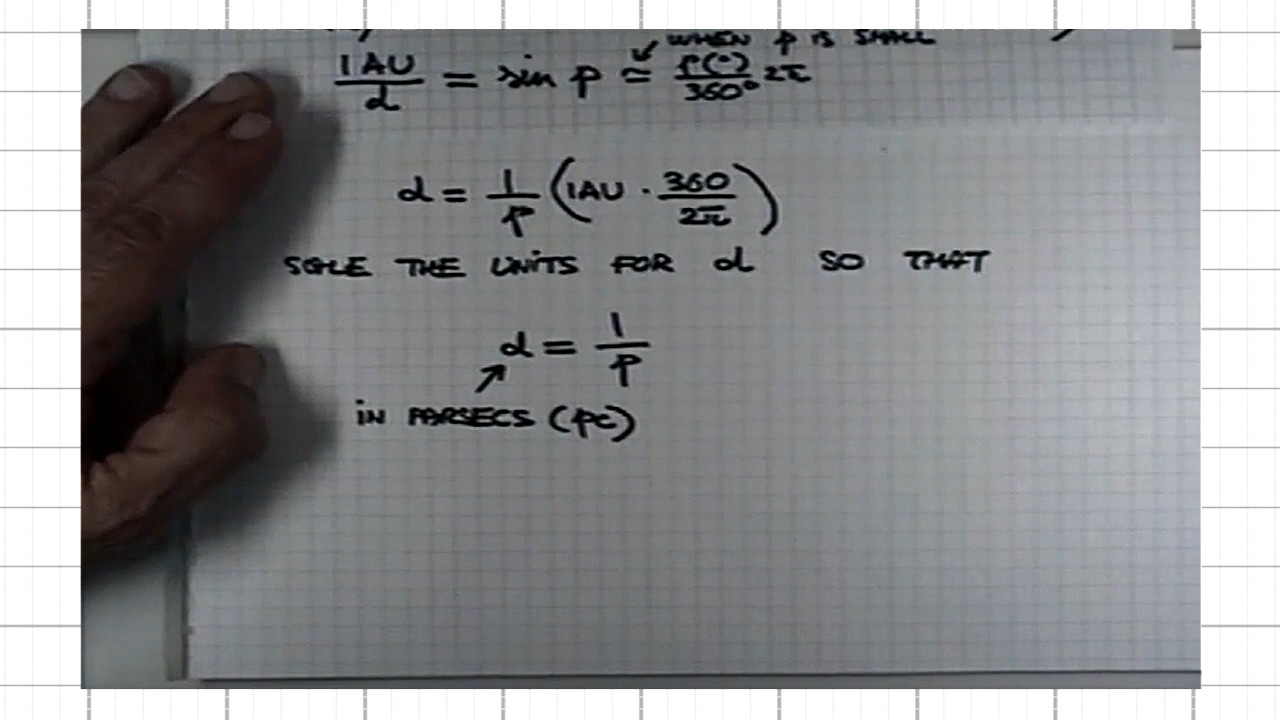 WHEN p IS SMALL
1AU/d = sin p ≃ p(°)/360° 2π
d = 1/p (1AU · 360/2π)
SCALE THE UNITS FOR d SO THAT
d = 1/p
IN PARSECS (pc)